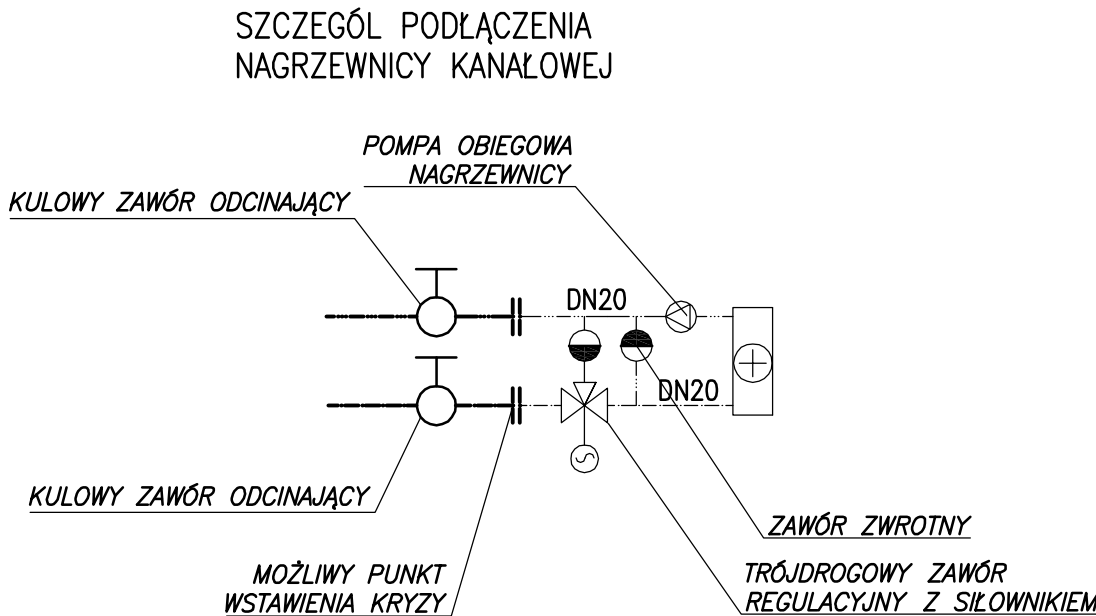 SZCZEGÓL PODŁĄCZENIA
NAGRZEWNICY KANAŁOWEJ
POMPA OBIEGOWA
NAGRZEWNICY
KULOWY ZAWÓR ODCINAJĄCY
DN20
DN20
KULOWY ZAWÓR ODCINAJĄCY
ZAWÓR ZWROTNY
MOŻLIWY PUNKT
WSTAWIENIA KRYZY
TRÓJDROGOWY ZAWÓR
REGULACYJNY Z SIŁOWNIKIEM